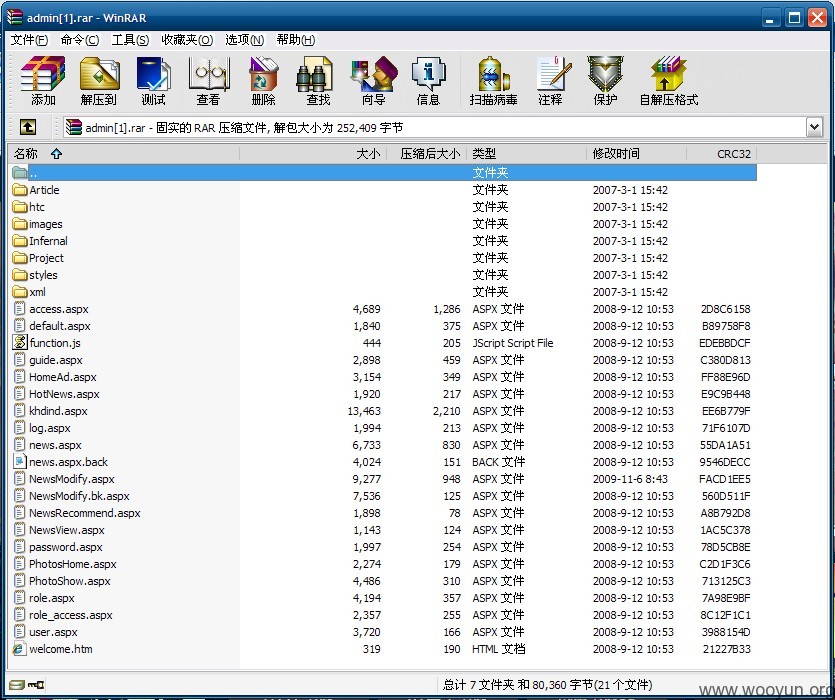 admin[1].rar - WinRAR
文件(F) 命令(C) 工具(S) 收藏夹(O) 选项(N) 帮助(H)
添加 解压到 测试 查看 删除 查找 向导 信息 扫描病毒 注释 保护 自解压格式
admin[1].rar - 固实的 RAR 压缩文件, 解包大小为 252,409 字节
名称 大小 压缩后大小 类型 修改时间 CRC32
.. 文件夹
Article 文件夹 2007-3-1 15:42
htc 文件夹 2007-3-1 15:42
images 文件夹 2007-3-1 15:42
Infernal 文件夹 2007-3-1 15:42
Project 文件夹 2007-3-1 15:42
styles 文件夹 2007-3-1 15:42
xml 文件夹 2007-3-1 15:42
access.aspx 4,689 1,286 ASPX 文件 2008-9-12 10:53 2D8C6158
default.aspx 1,840 375 ASPX 文件 2008-9-12 10:53 B89758F8
function.js 444 205 JScript Script File 2008-9-12 10:53 EDEBBDCF
guide.aspx 2,898 459 ASPX 文件 2008-9-12 10:53 C380D813
HomeAd.aspx 3,154 349 ASPX 文件 2008-9-12 10:53 FF88E96D
HotNews.aspx 1,920 217 ASPX 文件 2008-9-12 10:53 E9C9B448
khdind.aspx 13,463 2,210 ASPX 文件 2008-9-12 10:53 EE6B779F
log.aspx 1,994 213 ASPX 文件 2008-9-12 10:53 71F6107D
news.aspx 6,733 830 ASPX 文件 2008-9-12 10:53 55DA1A51
news.aspx.back 4,024 151 BACK 文件 2008-9-12 10:53 9546DECC
NewsModify.aspx 9,277 948 ASPX 文件 2009-11-6 8:43 FACD1EE5
NewsModify.bk.aspx 7,536 125 ASPX 文件 2008-9-12 10:53 560D511F
NewsRecommend.aspx 1,898 78 ASPX 文件 2008-9-12 10:53 A8B792D8
NewsView.aspx 1,143 124 ASPX 文件 2008-9-12 10:53 1AC5C378
password.aspx 1,997 254 ASPX 文件 2008-9-12 10:53 78D5CB8E
PhotosHome.aspx 2,274 179 ASPX 文件 2008-9-12 10:53 C2D1F3C6
PhotoShow.aspx 4,486 310 ASPX 文件 2008-9-12 10:53 713125C3
role.aspx 4,194 357 ASPX 文件 2008-9-12 10:53 7A98E9BF
role_access.aspx 2,357 255 ASPX 文件 2008-9-12 10:53 8C12F1C1
user.aspx 3,720 166 ASPX 文件 2008-9-12 10:53 3988154D
welcome.htm 319 190 HTML 文档 2008-9-12 10:53 21227B33
总计 7 文件夹 和 80,360 字节(21 个文件)
www.wooyun.org